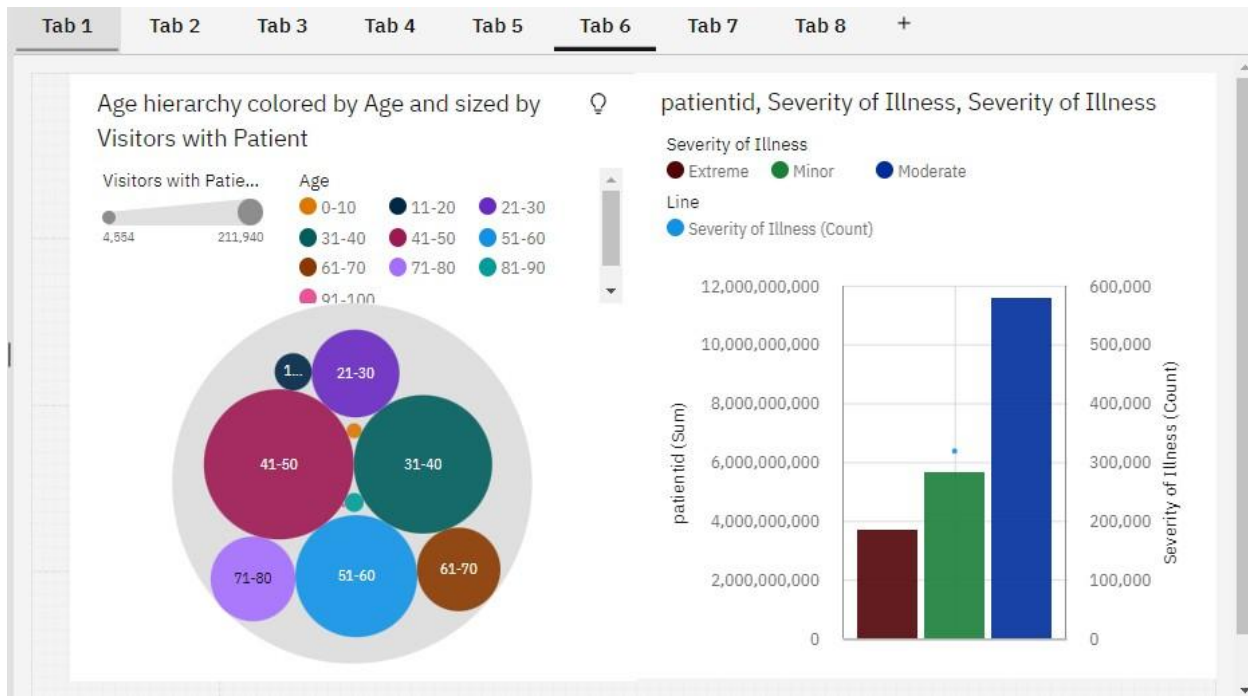 Tab 1 Tab 2 Tab 3 Tab 4 Tab 5 Tab 6 Tab 7 Tab 8 +
Age hierarchy colored by Age and sized by
Visitors with Patient
Visitors with Patie...
4,554 211,940
Age
0-10 11-20 21-30
31-40 41-50 51-60
61-70 71-80 81-90
91-100
1...
21-30
41-50
31-40
71-80
51-60
61-70
patientid, Severity of Illness, Severity of Illness
Severity of Illness
Extreme Minor Moderate
Line
Severity of Illness (Count)
patientid (Sum)
12,000,000,000
10,000,000,000
8,000,000,000
6,000,000,000
4,000,000,000
2,000,000,000
0
600,000
500,000
400,000
300,000
200,000
100,000
0
Severity of Illness (Count)